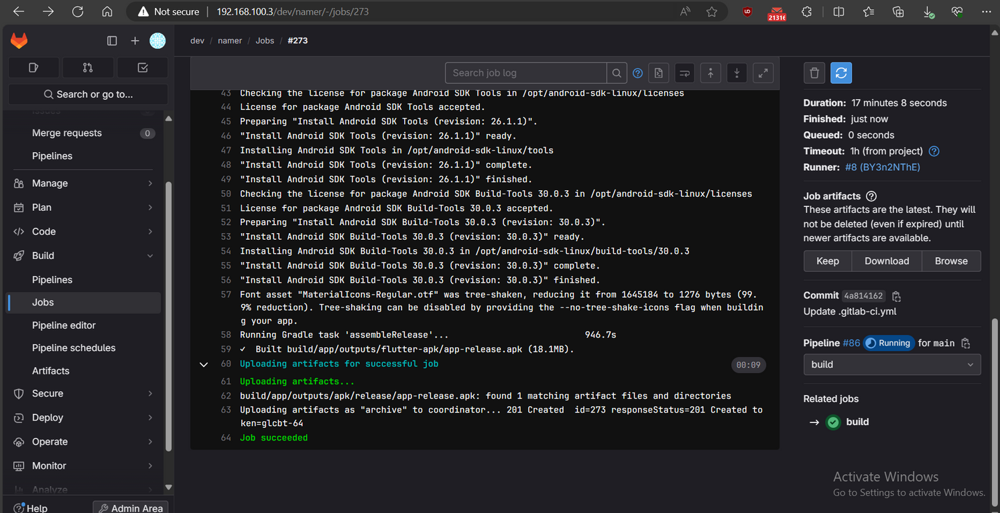 Not secure 192.168.100.3/dev/namer/-/jobs/273
21316
dev / namer / Jobs / #273
Search or go to...
Merge requests 0
Pipelines
Manage
Plan
Code
Build
Pipelines
Jobs
Pipeline editor
Pipeline schedules
Artifacts
Secure
Deploy
Operate
Monitor
Analyze
Help
Admin Area
Search job log
43 Checking the license for package Android SDK Tools in /opt/android-sdk-linux/licenses
44 License for package Android SDK Tools accepted.
45 Preparing "Install Android SDK Tools (revision: 26.1.1)".
46 "Install Android SDK Tools (revision: 26.1.1)" ready.
47 Installing Android SDK Tools in /opt/android-sdk-linux/tools
48 "Install Android SDK Tools (revision: 26.1.1)" complete.
49 "Install Android SDK Tools (revision: 26.1.1)" finished.
50 Checking the license for package Android SDK Build-Tools 30.0.3 in /opt/android-sdk-linux/licenses
51 License for package Android SDK Build-Tools 30.0.3 accepted.
52 Preparing "Install Android SDK Build-Tools 30.0.3 (revision: 30.0.3)".
53 "Install Android SDK Build-Tools 30.0.3 (revision: 30.0.3)" ready.
54 Installing Android SDK Build-Tools 30.0.3 in /opt/android-sdk-linux/build-tools/30.0.3
55 "Install Android SDK Build-Tools 30.0.3 (revision: 30.0.3)" complete.
56 "Install Android SDK Build-Tools 30.0.3 (revision: 30.0.3)" finished.
57 Font asset "MaterialIcons-Regular.otf" was tree-shaken, reducing it from 1645184 to 1276 bytes (99.
9% reduction). Tree-shaking can be disabled by providing the --no-tree-shake-icons flag when buildin
g your app.
58 Running Gradle task 'assembleRelease'... 946.7s
59 ✓ Built build/app/outputs/flutter-apk/app-release.apk (18.1MB).
60 Uploading artifacts for successful job 00:09
61 Uploading artifacts...
62 build/app/outputs/apk/release/app-release.apk: found 1 matching artifact files and directories
63 Uploading artifacts as "archive" to coordinator... 201 Created id=273 responseStatus=201 Created to
ken=glcbt-64
64 Job succeeded
Duration: 17 minutes 8 seconds
Finished: just now
Queued: 0 seconds
Timeout: 1h (from project)
Runner: #8 (BY3n2NThE)
Job artifacts
These artifacts are the latest. They will
not be deleted (even if expired) until
newer artifacts are available.
Keep Download Browse
Commit 4a814162
Update .gitlab-ci.yml
Pipeline #86 Running for main
build
Related jobs
→ build
Activate Windows
Go to Settings to activate Windows.